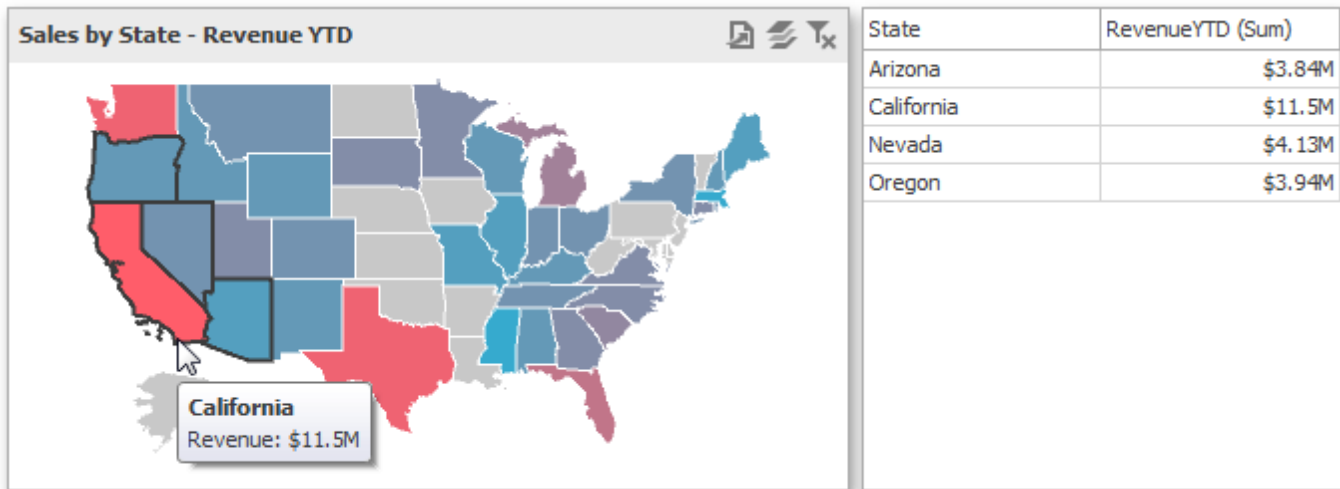 Sales by State - Revenue YTD
California
Revenue: $11.5M
State RevenueYTD (Sum)
Arizona $3.84M
California $11.5M
Nevada $4.13M
Oregon $3.94M